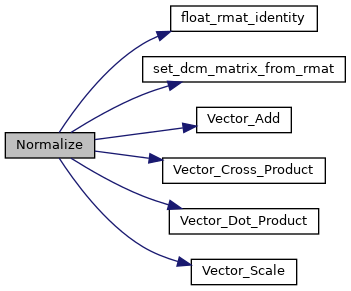 float_rmat_identity
set_dcm_matrix_from_rmat
Vector_Add
Normalize
Vector_Cross_Product
Vector_Dot_Product
Vector_Scale